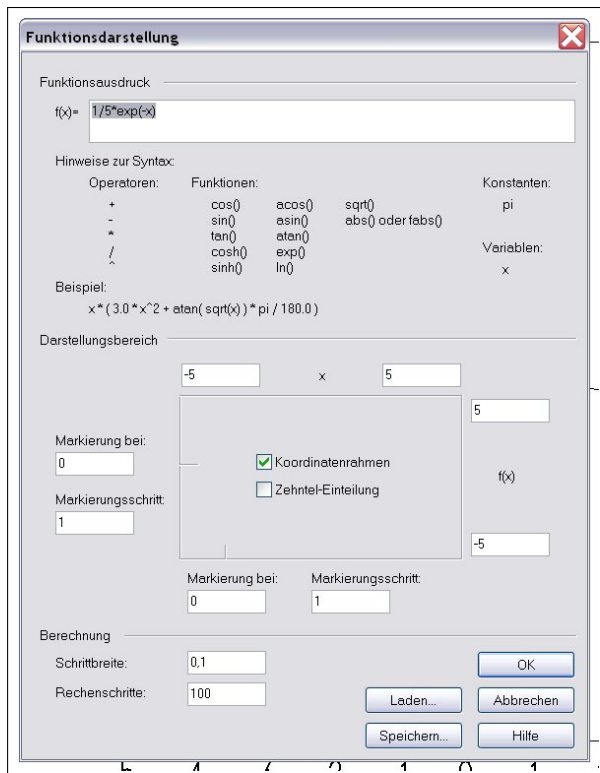 Funktionsdarstellung
Funktionsausdruck
f(x)= 1/5*exp(-x)
Hinweise zur Syntax:
Operatoren: Funktionen: Konstanten:
+ cos() acos() sqrt() pi
- sin() asin() abs() oder fabs()
* tan() atan()
/ cosh() exp() Variablen:
^ sinh() ln() x
Beispiel:
x * ( 3.0 * x^2 + atan( sqrt(x) ) * pi / 180.0 )
Darstellungsbereich
-5 x 5
5
Markierung bei:
0
Koordinatenrahmen
Zehntel-Einteilung
f(x)
Markierungsschritt:
1
-5
Markierung bei: Markierungsschritt:
0 1
Berechnung
Schrittbreite: 0,1
Rechenschritte: 100
OK
Laden... Abbrechen
Speichern... Hilfe